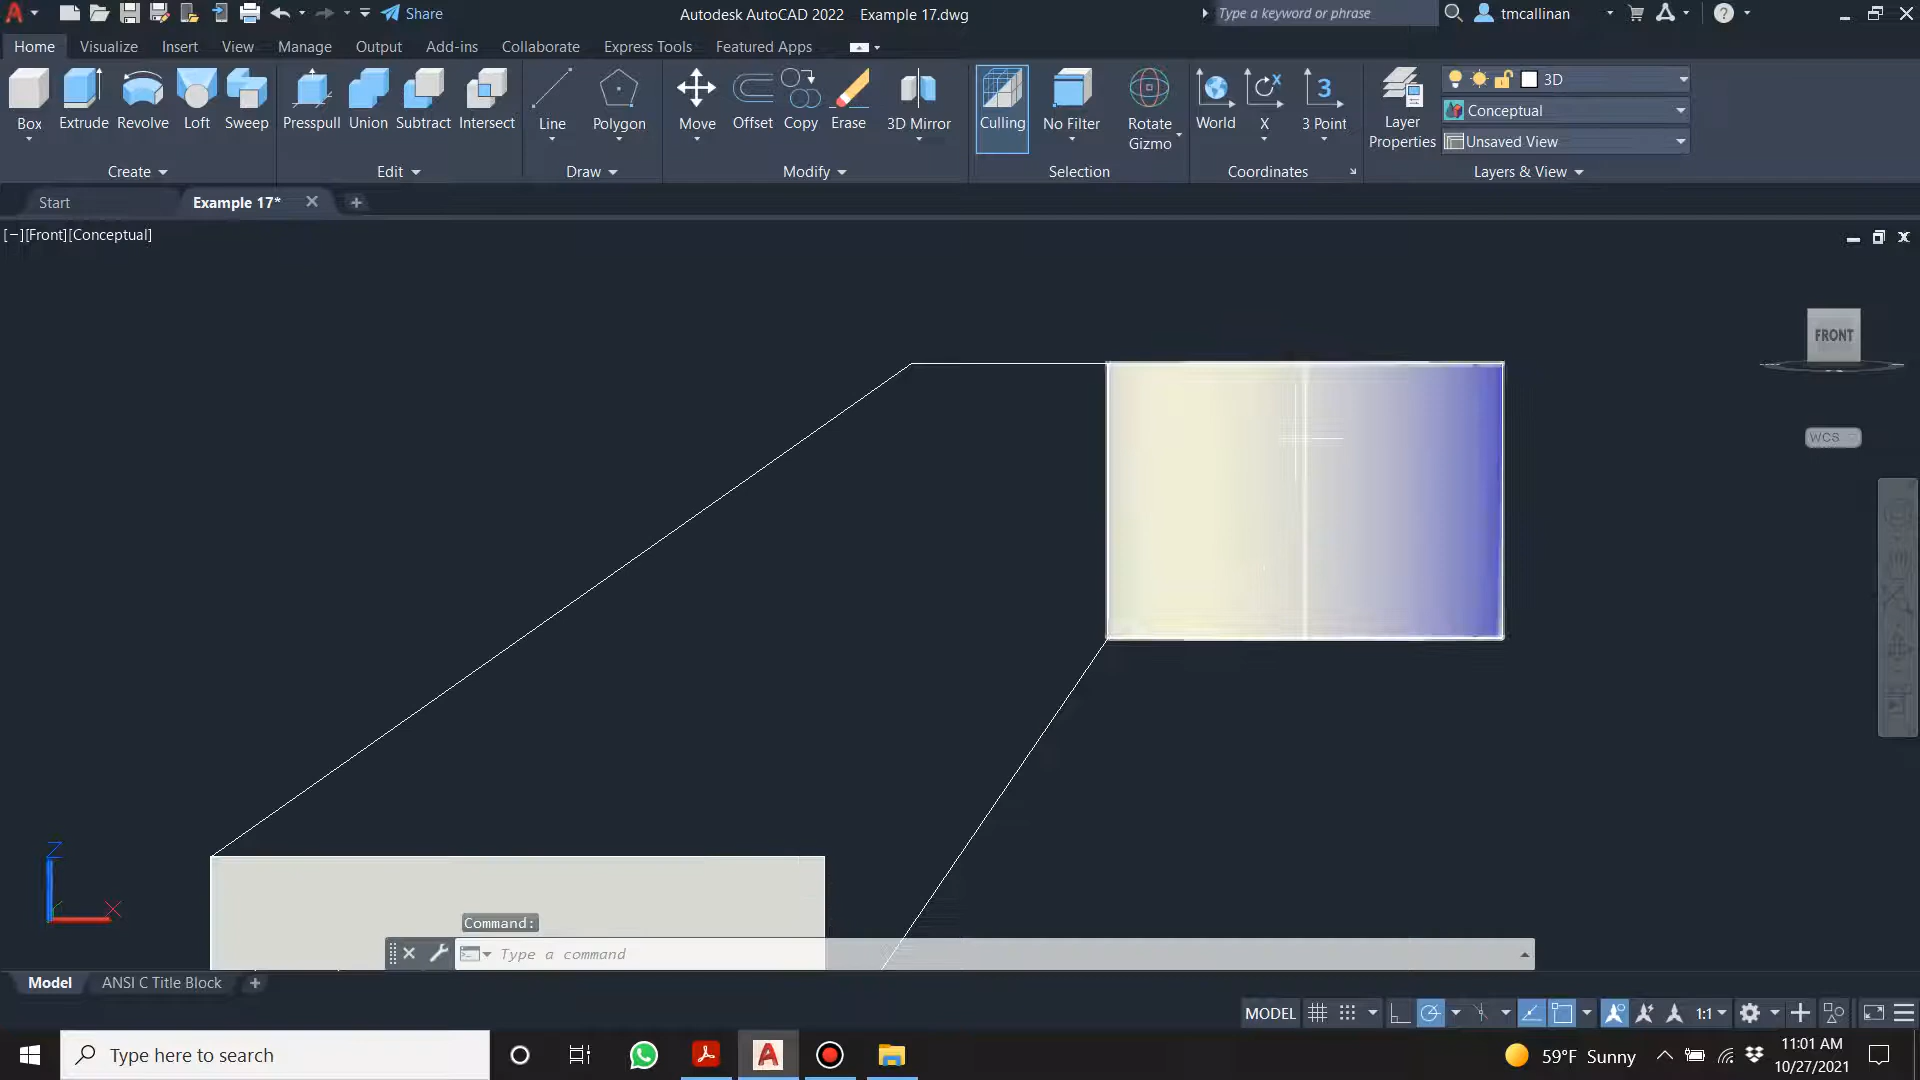 Share
Autodesk AutoCAD 2022 Example 17.dwg
Type a keyword or phrase
tmcallinan
Home Visualize Insert View Manage Output Add-ins Collaborate Express Tools Featured Apps
Box Extrude Revolve Loft Sweep Presspull Union Subtract Intersect Line Polygon Move Offset Copy Erase 3D Mirror Culling No Filter Rotate Gizmo World X 3 Point Layer Properties
3D
Conceptual
Unsaved View
Create Edit Draw Modify Selection Coordinates Layers & View
Start Example 17*
[−][Front][Conceptual]
FRONT
WCS
Z
X
Command:
Type a command
Model ANSI C Title Block
MODEL 1:1
Type here to search
59°F Sunny
11:01 AM
10/27/2021